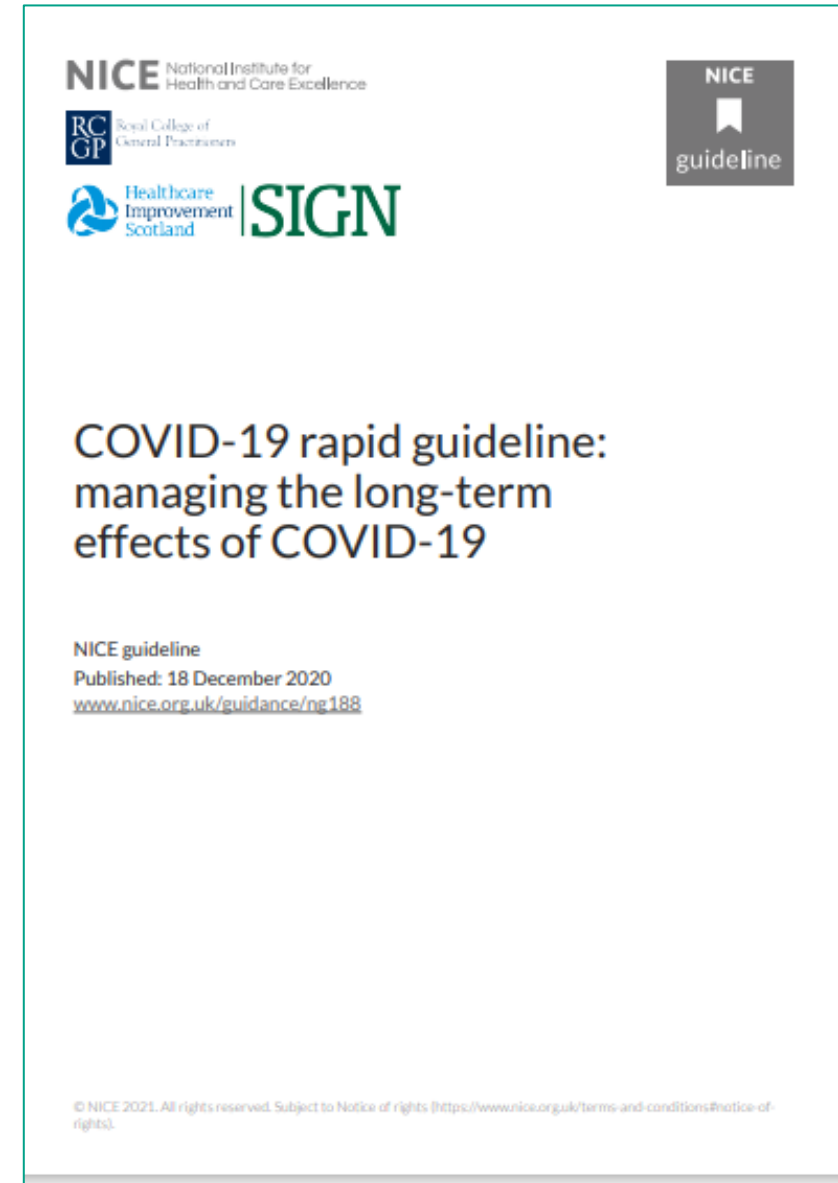 NICE National Institute for
Health and Care Excellence
NICE
guideline
RC
GP
Royal College of
General Practitioners
Healthcare
Improvement
Scotland
SIGN
COVID-19 rapid guideline:
managing the long-term
effects of COVID-19
NICE guideline
Published: 18 December 2020
www.nice.org.uk/guidance/ng188
© NICE 2021. All rights reserved. Subject to Notice of rights (https://www.nice.org.uk/terms-and-conditions#notice-of-
rights).